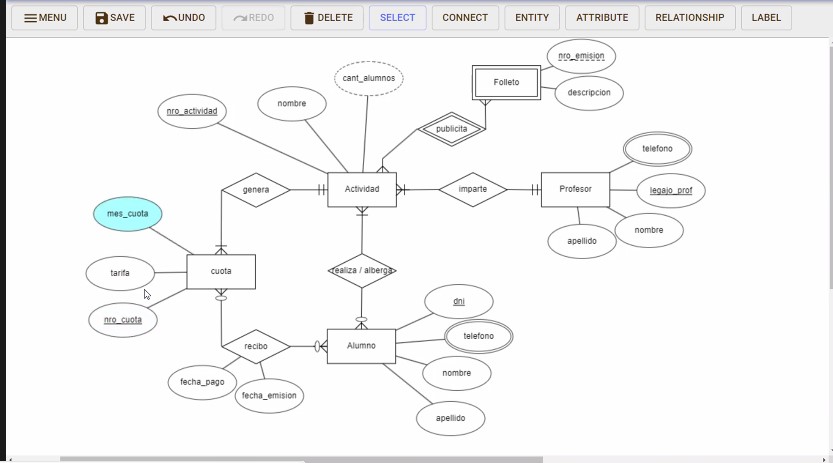 MENU
SAVE
UNDO
REDO
DELETE
SELECT
CONNECT
ENTITY
ATTRIBUTE
RELATIONSHIP
LABEL
nro_emision
cant_alumnos
Folleto
descripcion
nombre
nro_actividad
publicita
telefono
genera
Actividad
imparte
Profesor
legajo_prof
mes_cuota
nombre
apellido
tarifa
cuota
realiza / alberga
dni
nro_cuota
telefono
recibo
Alumno
nombre
fecha_pago
fecha_emision
apellido